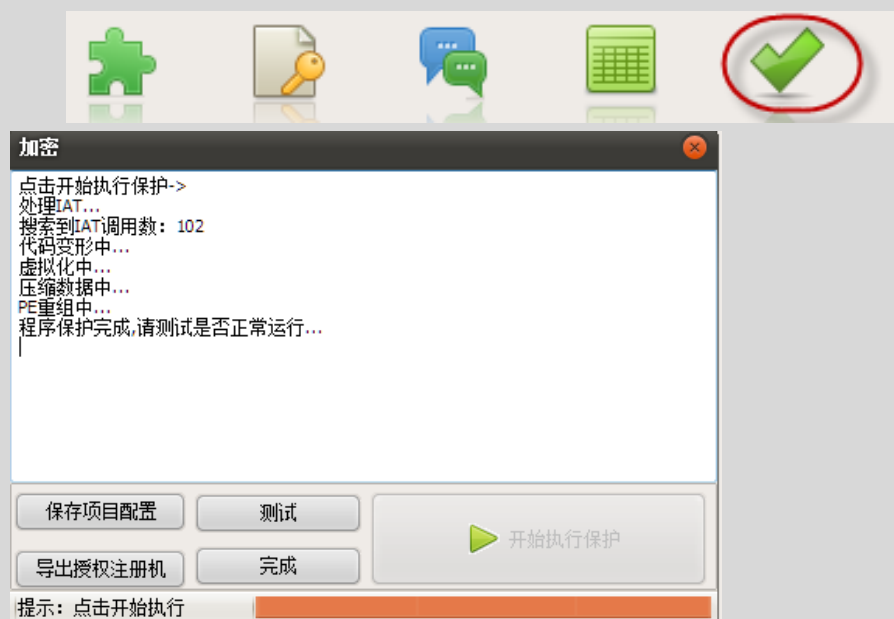 加密
点击开始执行保护->
处理IAT...
搜索到IAT调用数：102
代码变形中...
虚拟化中...
压缩数据中...
PE重组中...
程序保护完成,请测试是否正常运行...
保存项目配置
测试
开始执行保护
导出授权注册机
完成
提示：点击开始执行